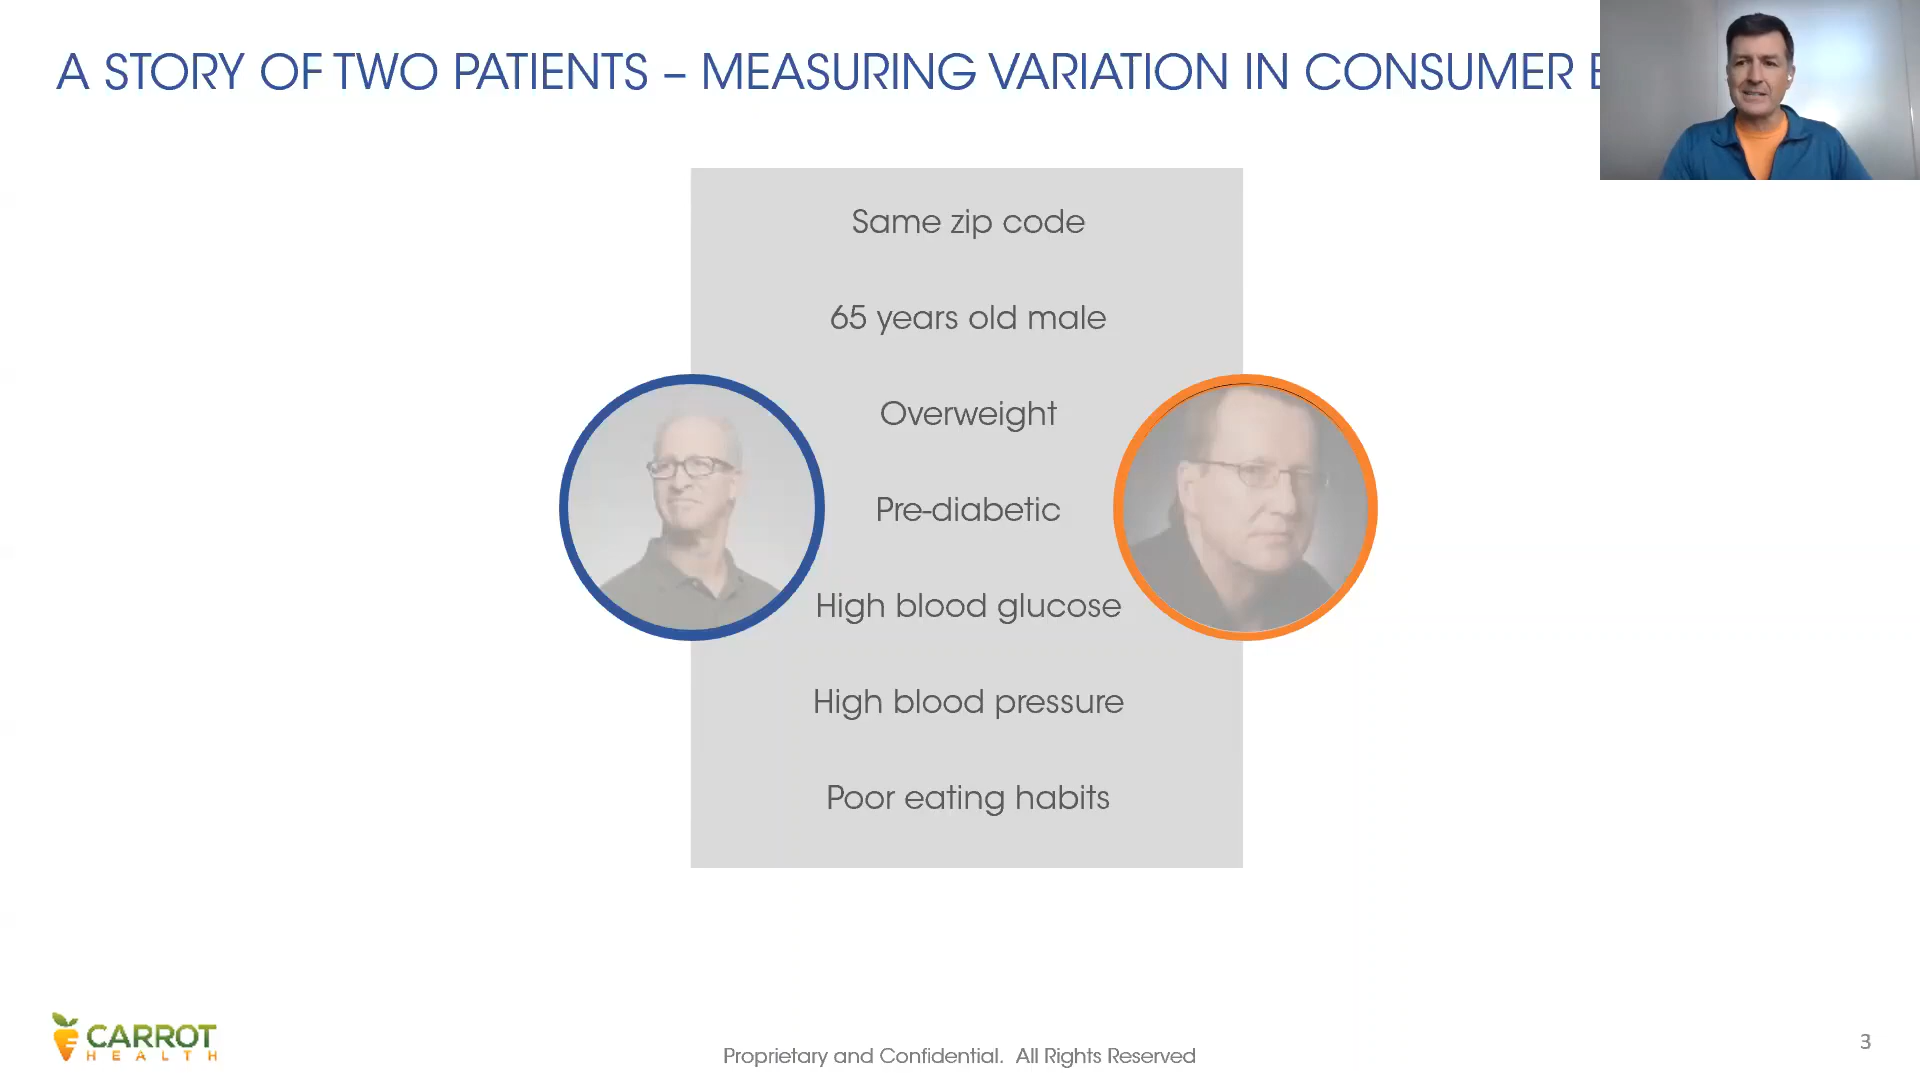 A STORY OF TWO PATIENTS – MEASURING VARIATION IN CONSUMER
Same zip code
65 years old male
Overweight
Pre-diabetic
High blood glucose
High blood pressure
Poor eating habits
CARROT
HEALTH
Proprietary and Confidential. All Rights Reserved
3